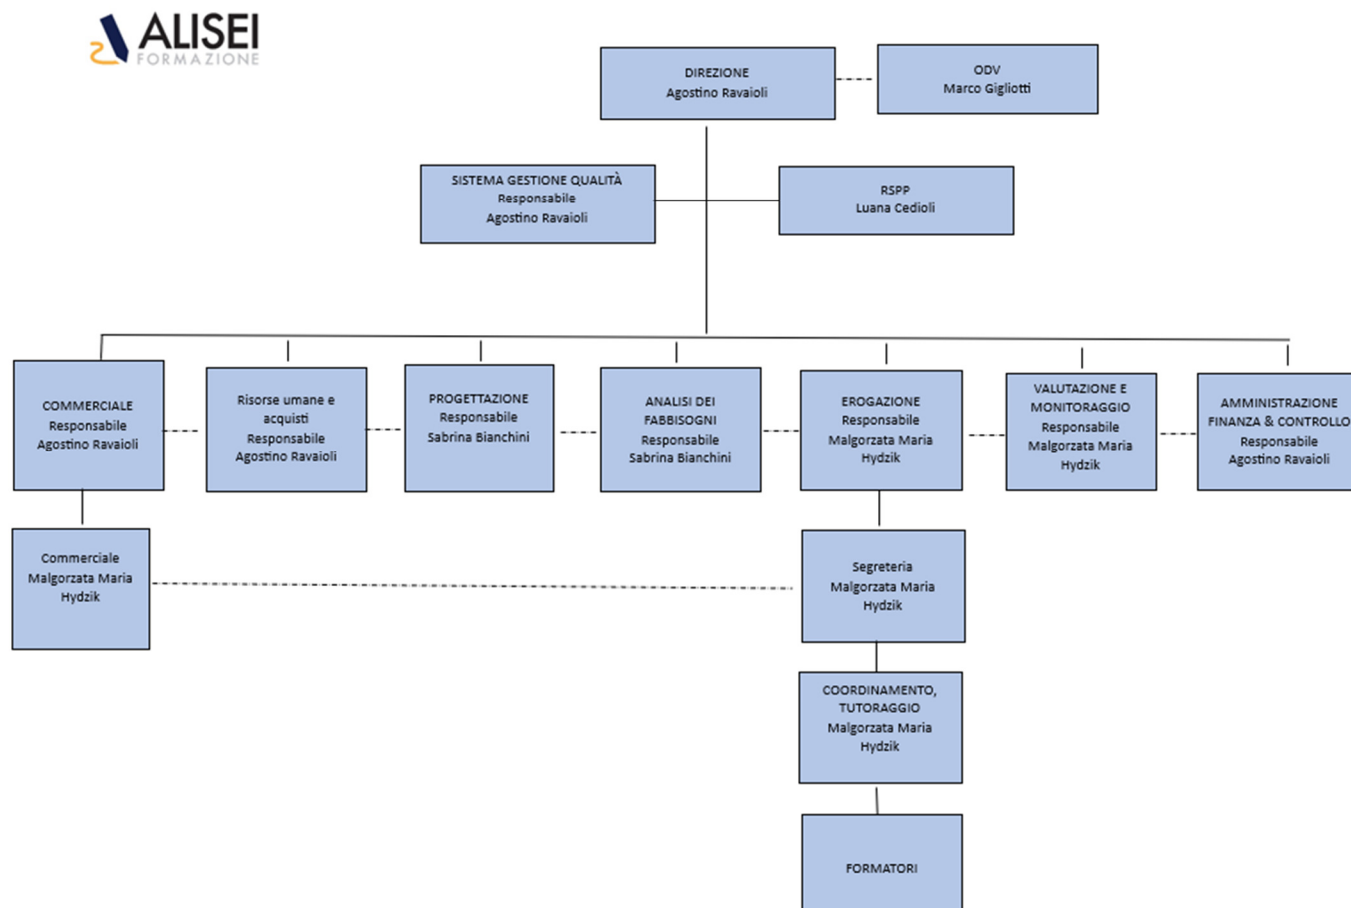 ALISEI
FORMAZIONE
DIREZIONE
Agostino Ravaioli
ODV
Marco Gigliotti
SISTEMA GESTIONE QUALITÀ
Responsabile
Agostino Ravaioli
RSPP
Luana Cedioli
COMMERCIALE
Responsabile
Agostino Ravaioli
Risorse umane e
acquisti
Responsabile
Agostino Ravaioli
PROGETTAZIONE
Responsabile
Sabrina Bianchini
ANALISI DEI
FABBISOGNI
Responsabile
Sabrina Bianchini
EROGAZIONE
Responsabile
Malgorzata Maria
Hydzik
VALUTAZIONE E
MONITORAGGIO
Responsabile
Malgorzata Maria
Hydzik
AMMINISTRAZIONE
FINANZA & CONTROLLO
Responsabile
Agostino Ravaioli
Commerciale
Malgorzata Maria
Hydzik
Segreteria
Malgorzata Maria
Hydzik
COORDINAMENTO,
TUTORAGGIO
Malgorzata Maria
Hydzik
FORMATORI